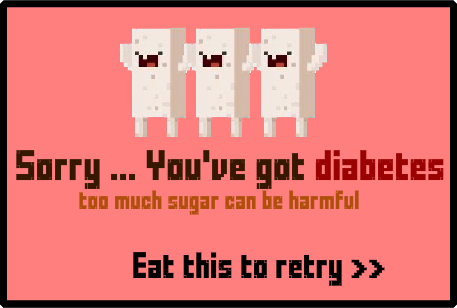 Sorry ... You've got diabetes
too much sugar can be harmful
Eat this to retry >>